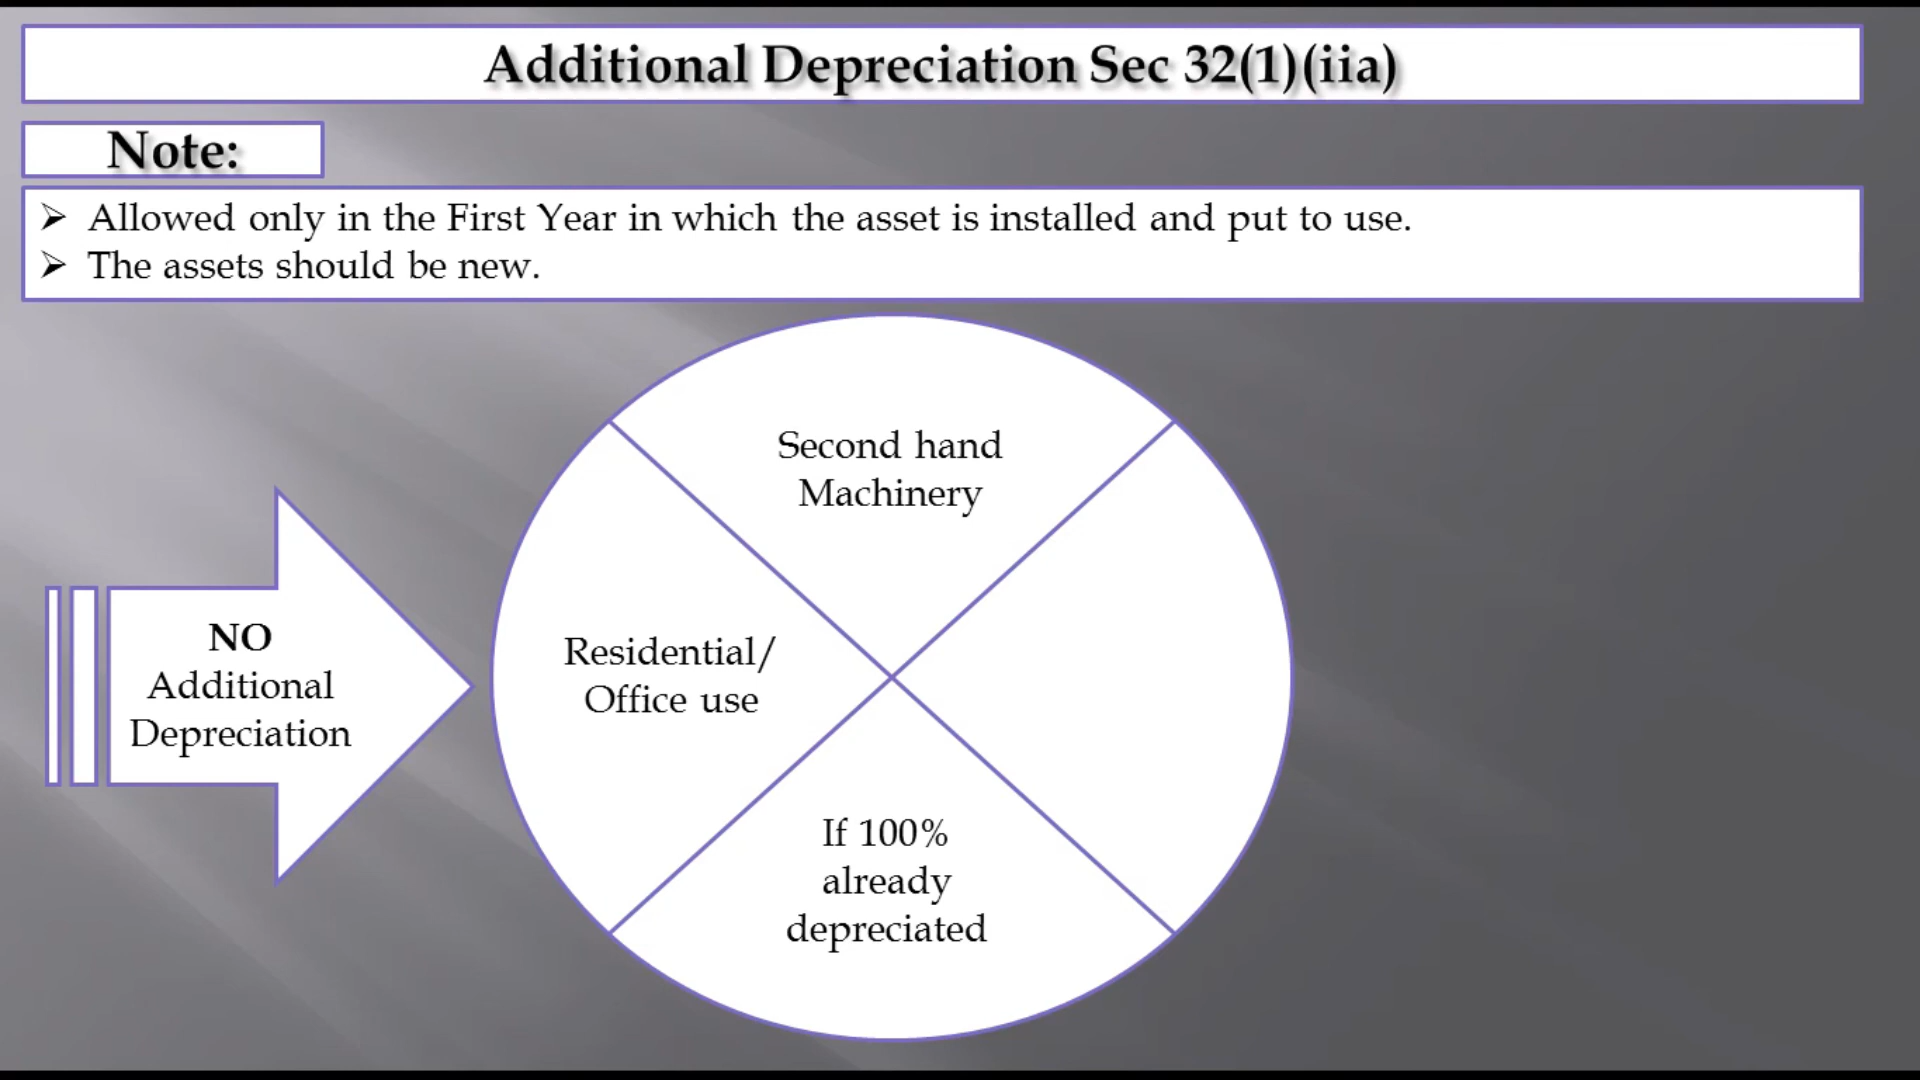 Additional Depreciation Sec 32(1)(iia)
Note:
➢ Allowed only in the First Year in which the asset is installed and put to use.
➢ The assets should be new.
NO
Additional
Depreciation
Second hand
Machinery
Residential/
Office use
If 100%
already
depreciated